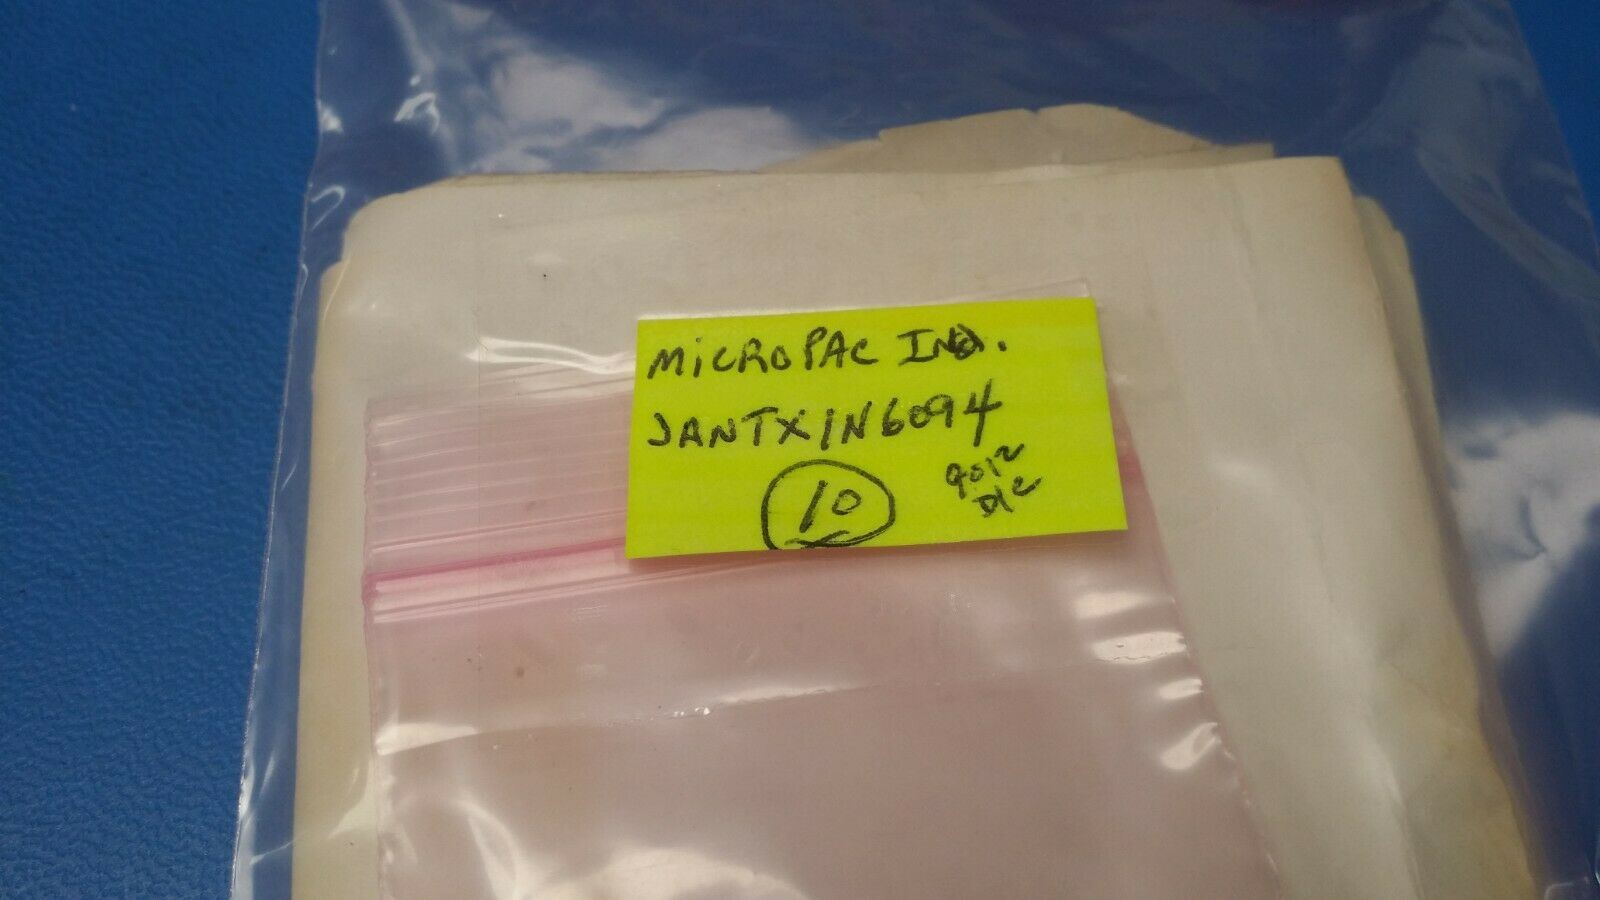 MICROPAC IND.
JANTX1N6094
10
9012
D/C